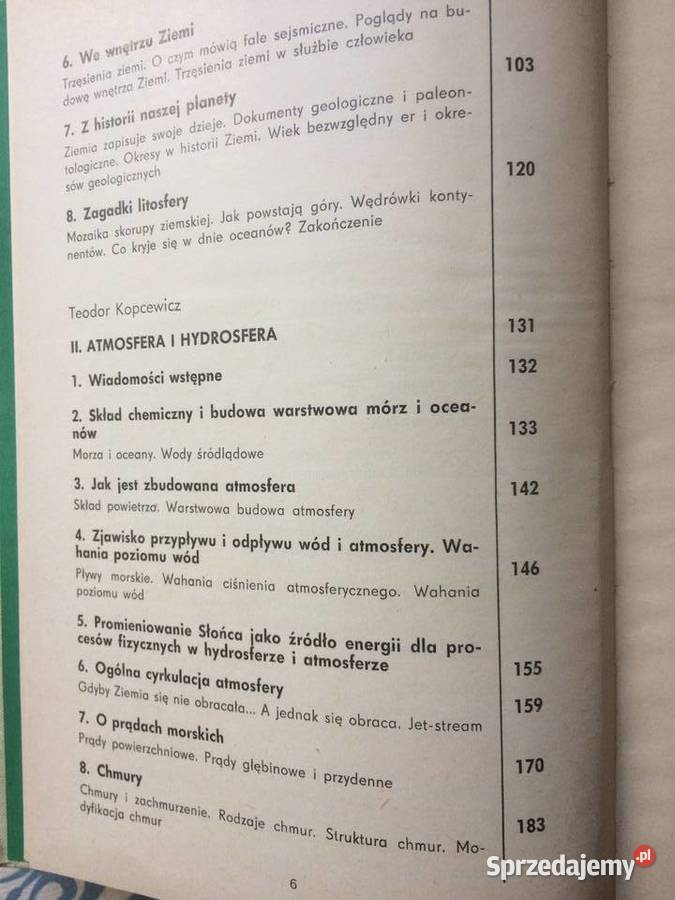 6. We wnętrzu Ziemi
Trzęsienia ziemi. O czym mówią fale sejsmiczne. Poglądy na bu-
dowę wnętrza Ziemi. Trzęsienia ziemi w służbie człowieka
103
7. Z historii naszej planety
Ziemia zapisuje swoje dzieje. Dokumenty geologiczne i paleon-
tologiczne. Okresy w historii Ziemi. Wiek bezwzględny er i okre-
sów geologicznych
120
8. Zagadki litosfery
Mozaika skorupy ziemskiej. Jak powstają góry. Wędrówki konty-
nentów. Co kryje się w dnie oceanów? Zakończenie
Teodor Kopcewicz
II. ATMOSFERA I HYDROSFERA 131
1. Wiadomości wstępne 132
2. Skład chemiczny i budowa warstwowa mórz i ocea-
nów 133
Morza i oceany. Wody śródlądowe
3. Jak jest zbudowana atmosfera 142
Skład powietrza. Warstwowa budowa atmosfery
4. Zjawisko przypływu i odpływu wód i atmosfery. Wa-
hania poziomu wód 146
Pływy morskie. Wahania ciśnienia atmosferycznego. Wahania
poziomu wód
5. Promieniowanie Słońca jako źródło energii dla pro-
cesów fizycznych w hydrosferze i atmosferze 155
6. Ogólna cyrkulacja atmosfery 159
Gdyby Ziemia się nie obracała... A jednak się obraca. Jet-stream
7. O prądach morskich 170
Prądy powierzchniowe. Prądy głębinowe i przydenne
8. Chmury 183
Chmury i zachmurzenie. Rodzaje chmur. Struktura chmur. Mo-
dyfikacja chmur
6
Sprzedajemy.pl